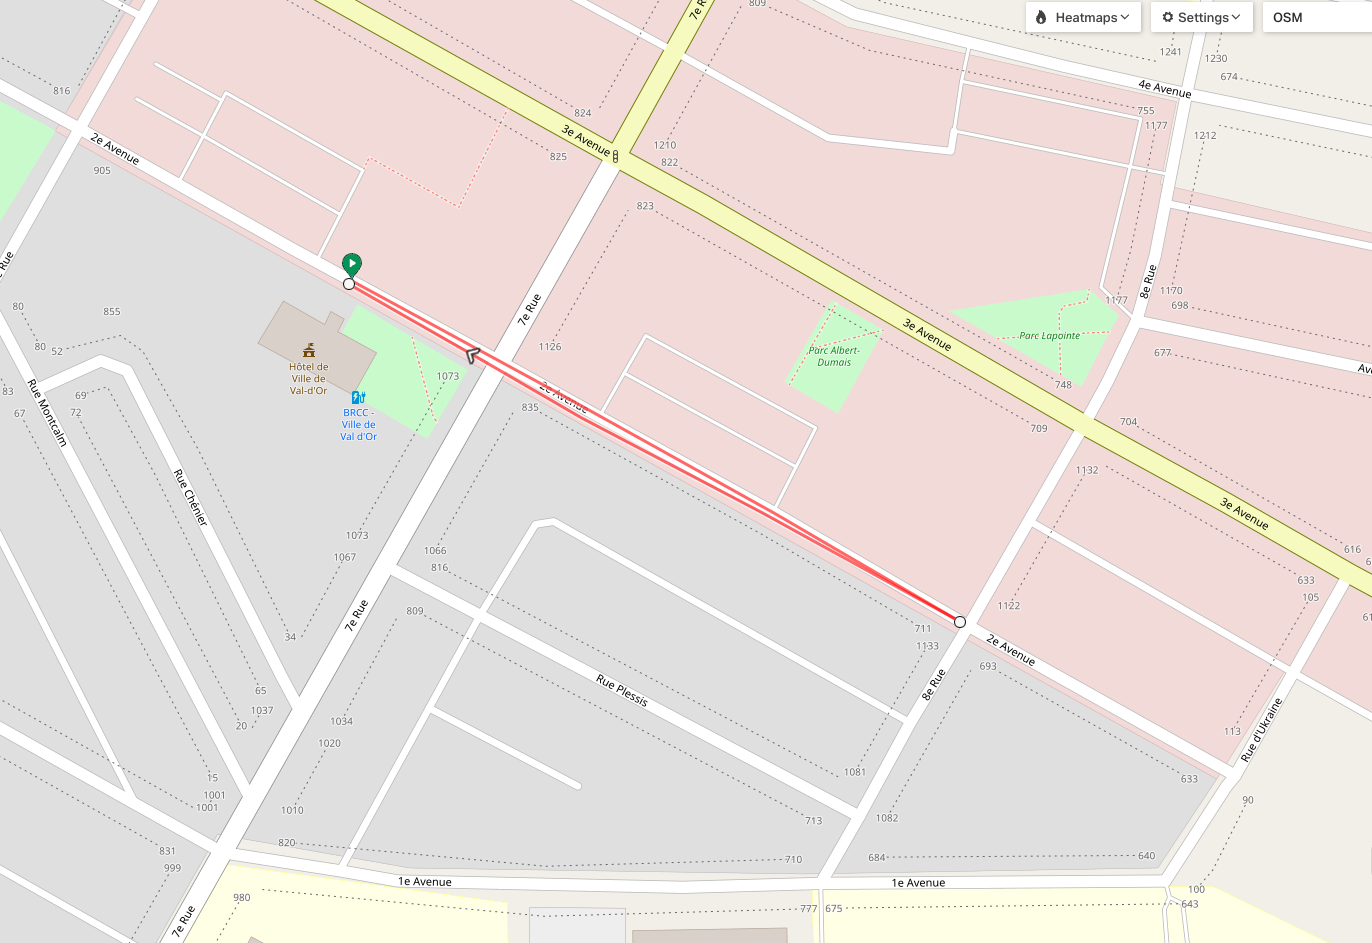 Heatmaps
Settings
OSM
809
1241
1230
674
4e Avenue
816
755
1177
1212
824
3e Avenue
825
1210
822
2e Avenue
905
823
7e Rue
8e Rue
1170
698
1177
Parc Lapointe
677
3e Avenue
Parc Albert-
Dumais
748
80
855
80
52
Hôtel de
Ville de
Val-d'Or
1126
1073
BRCC -
Ville de
Val d'Or
83
69'
67
72
Rue Montcalm
2e Avenue
835
709
704
1132
Rue Chénier
3e Avenue
1073
1067
1066
816
616
633
105
7e Rue
809
1122
34
711
1133
2e Avenue
693
8e Rue
Rue Plessis
65
1037
20
1034
1020
113
Rue d'Ukraine
15
1001
1001
1081
633
90
1010
1082
713
820
831
999
710
684
640
1e Avenue
1e Avenue
100
643
980
777
675
7e Rue